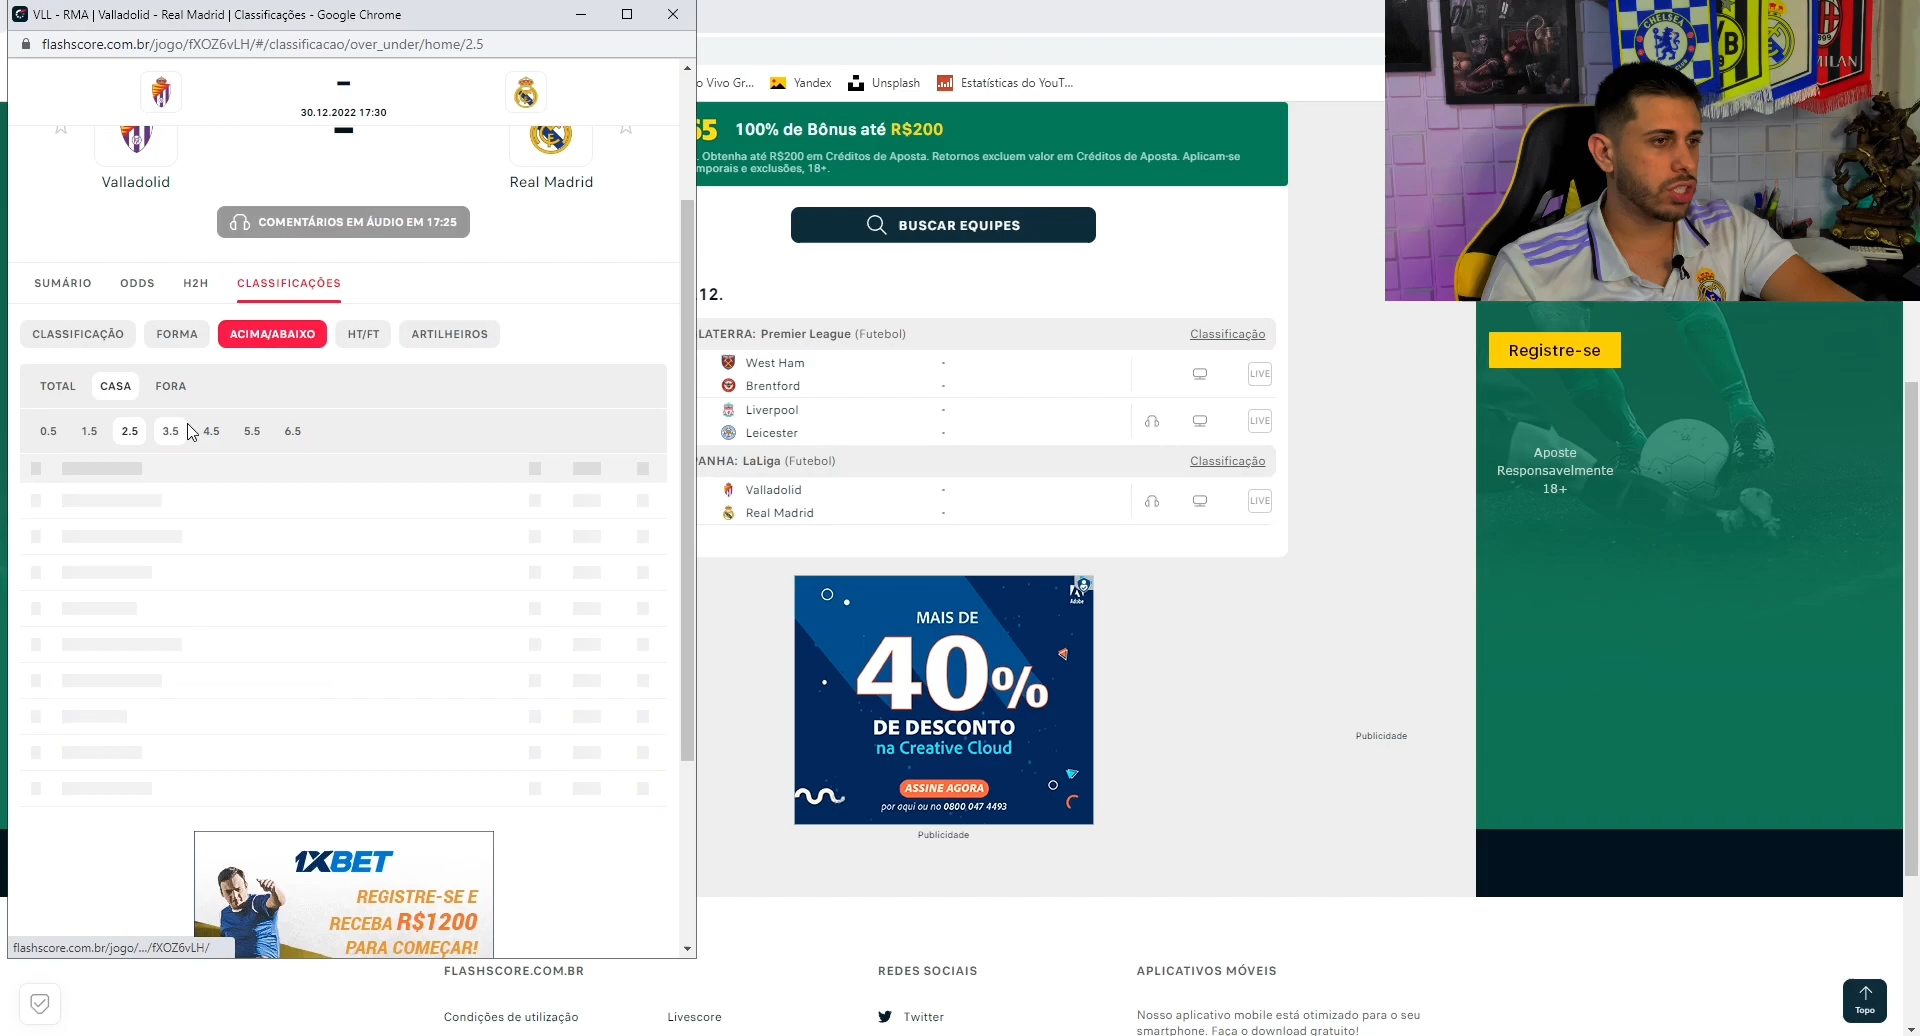 VLL - RMA | Valladolid - Real Madrid | Classificações - Google Chrome
flashscore.com.br/jogo/fXOZ6vLH/#/classificacao/over_under/home/2.5
30.12.2022 17:30
Valladolid
Real Madrid
COMENTÁRIOS EM ÁUDIO EM 17:25
SUMÁRIO ODDS H2H CLASSIFICAÇÕES
CLASSIFICAÇÃO FORMA ACIMA/ABAIXO HT/FT ARTILHEIROS
TOTAL CASA FORA
0.5 1.5 2.5 3.5 4.5 5.5 6.5
1XBET
REGISTRE-SE E
RECEBA R$1200
PARA COMEÇAR!
flashscore.com.br/jogo/.../fXOZ6vLH/
o Vivo Gr... Yandex Unsplash Estatísticas do YouT...
100% de Bônus até R$200
. Obtenha até R$200 em Créditos de Aposta. Retornos excluem valor em Créditos de Aposta. Aplicam-se
mporais e exclusões, 18+.
BUSCAR EQUIPES
.12.
LATERRA: Premier League (Futebol) Classificação
West Ham -
Brentford -
LIVE
Liverpool -
Leicester -
LIVE
ANHA: LaLiga (Futebol) Classificação
Valladolid -
Real Madrid -
LIVE
Adobe
MAIS DE
40%
DE DESCONTO
na Creative Cloud
ASSINE AGORA
por aqui ou no 0800 047 4493
Publicidade
Publicidade
CHELSEA
MILAN
Registre-se
Aposte
Responsavelmente
18+
FLASHSCORE.COM.BR
Condições de utilização
Livescore
REDES SOCIAIS
Twitter
APLICATIVOS MÓVEIS
Nosso aplicativo mobile está otimizado para o seu
smartphone. Faça o download gratuito!
Topo